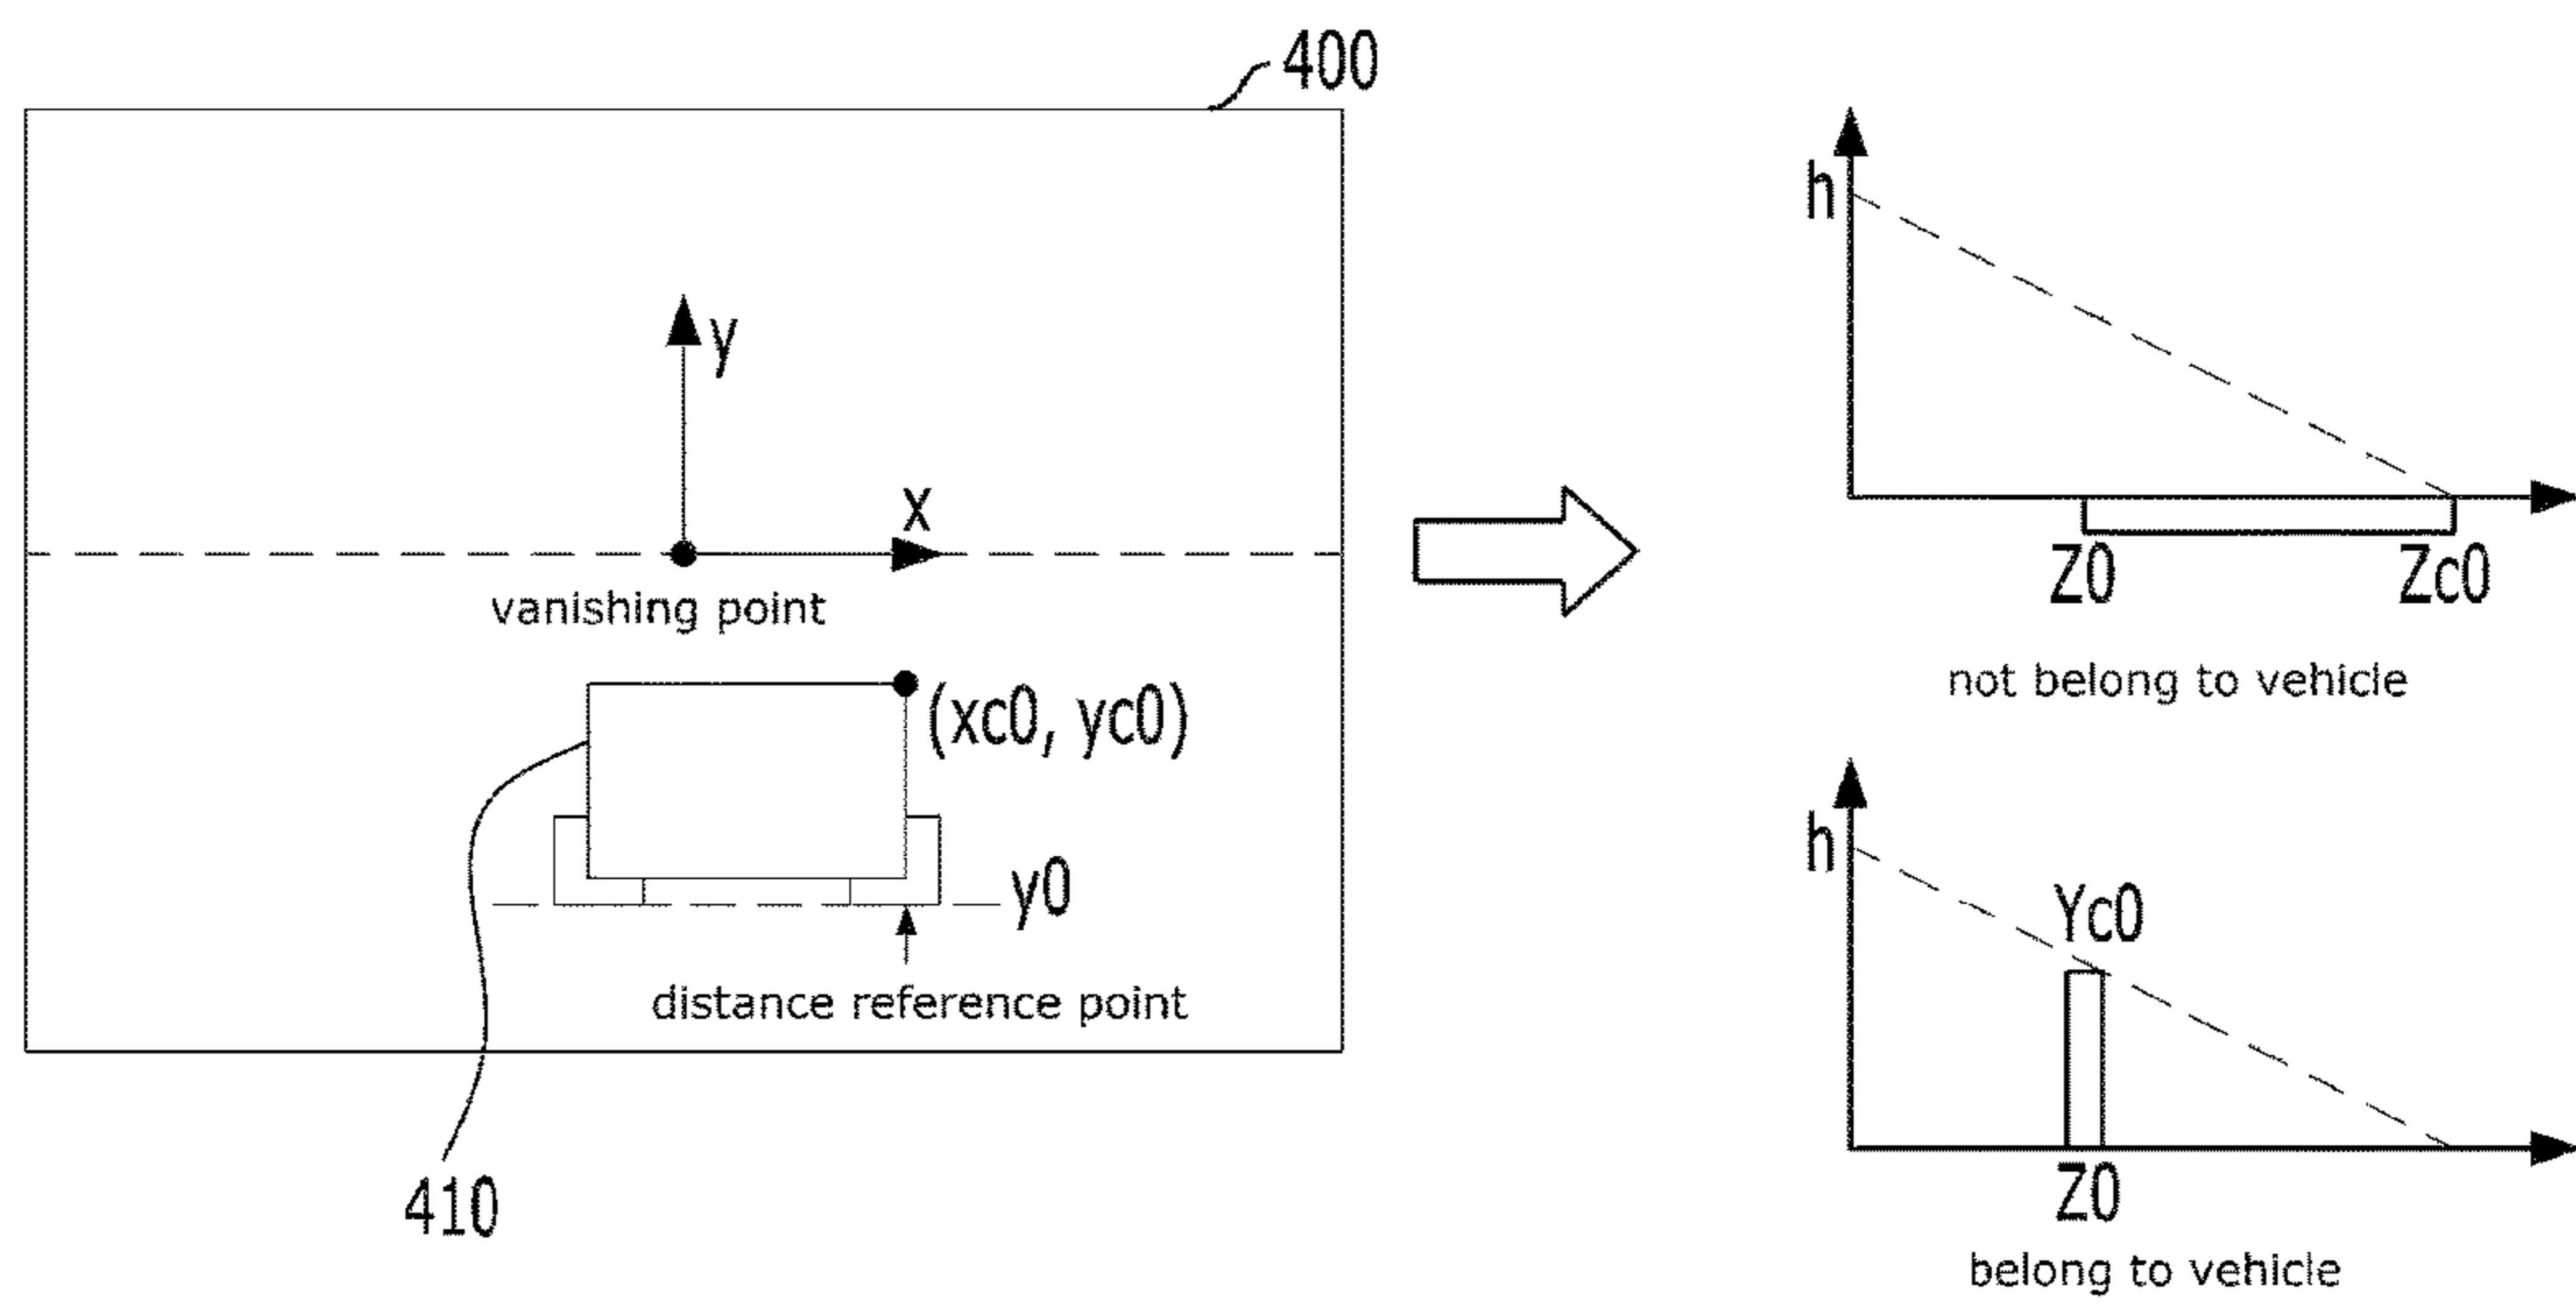 400
y
x
vanishing point
(xc0, yc0)
y0
distance reference point
410
h
Z0
Zc0
not belong to vehicle
h
Yc0
Z0
belong to vehicle